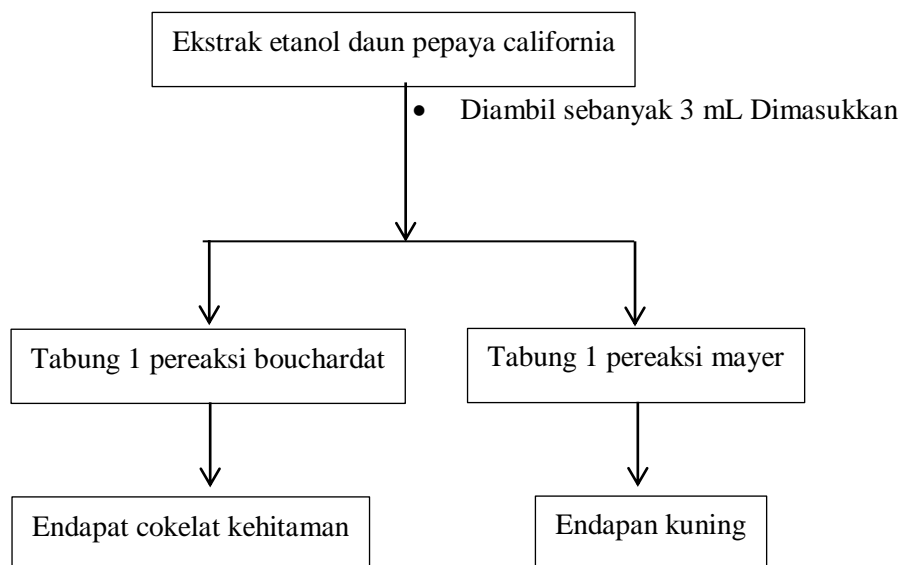 Ekstrak etanol daun pepaya california
• Diambil sebanyak 3 mL Dimasukkan
Tabung 1 pereaksi bouchardat
Tabung 1 pereaksi mayer
Endapat cokelat kehitaman
Endapan kuning